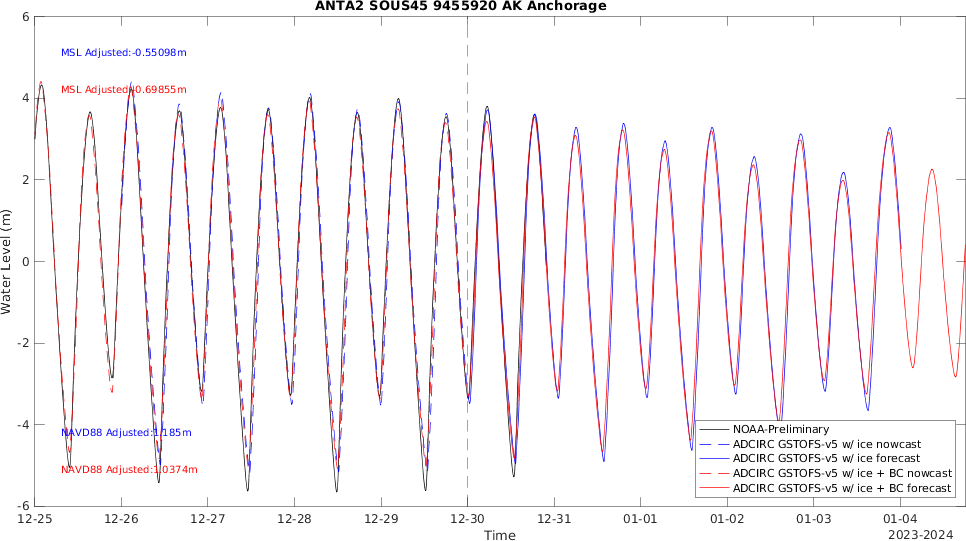 ANTA2 SOUS45 9455920 AK Anchorage
6
4
2
0
-2
-4
-6
Water Level (m)
MSL Adjusted:-0.55098m
MSL Adjusted:-0.69855m
NAVD88 Adjusted:1.185m
NAVD88 Adjusted:1.0374m
NOAA-Preliminary
ADCIRC GSTOFS-v5 w/ ice nowcast
ADCIRC GSTOFS-v5 w/ ice forecast
ADCIRC GSTOFS-v5 w/ ice + BC nowcast
ADCIRC GSTOFS-v5 w/ ice + BC forecast
12-25 12-26 12-27 12-28 12-29 12-30 12-31 01-01 01-02 01-03 01-04
Time
2023-2024